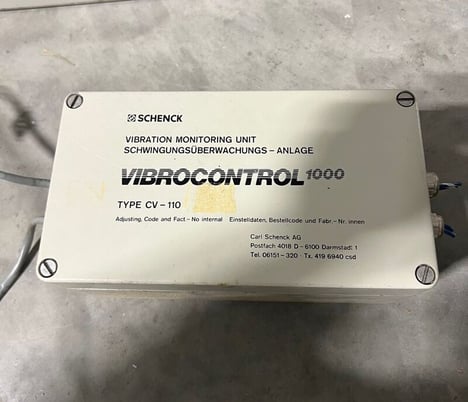 SCHENCK
VIBRATION MONITORING UNIT
SCHWINGUNGSÜBERWACHUNGS - ANLAGE
VIBROCONTROL 1000
TYPE CV - 110
Adjusting, Code and Fact - No internal Einstelldaten, Bestellcode und Fabr.- Nr. innen
Carl Schenck AG
Postfach 4018 D - 6100 Darmstadt 1
Tel. 06151 - 320 · Tx. 419 6940 csd